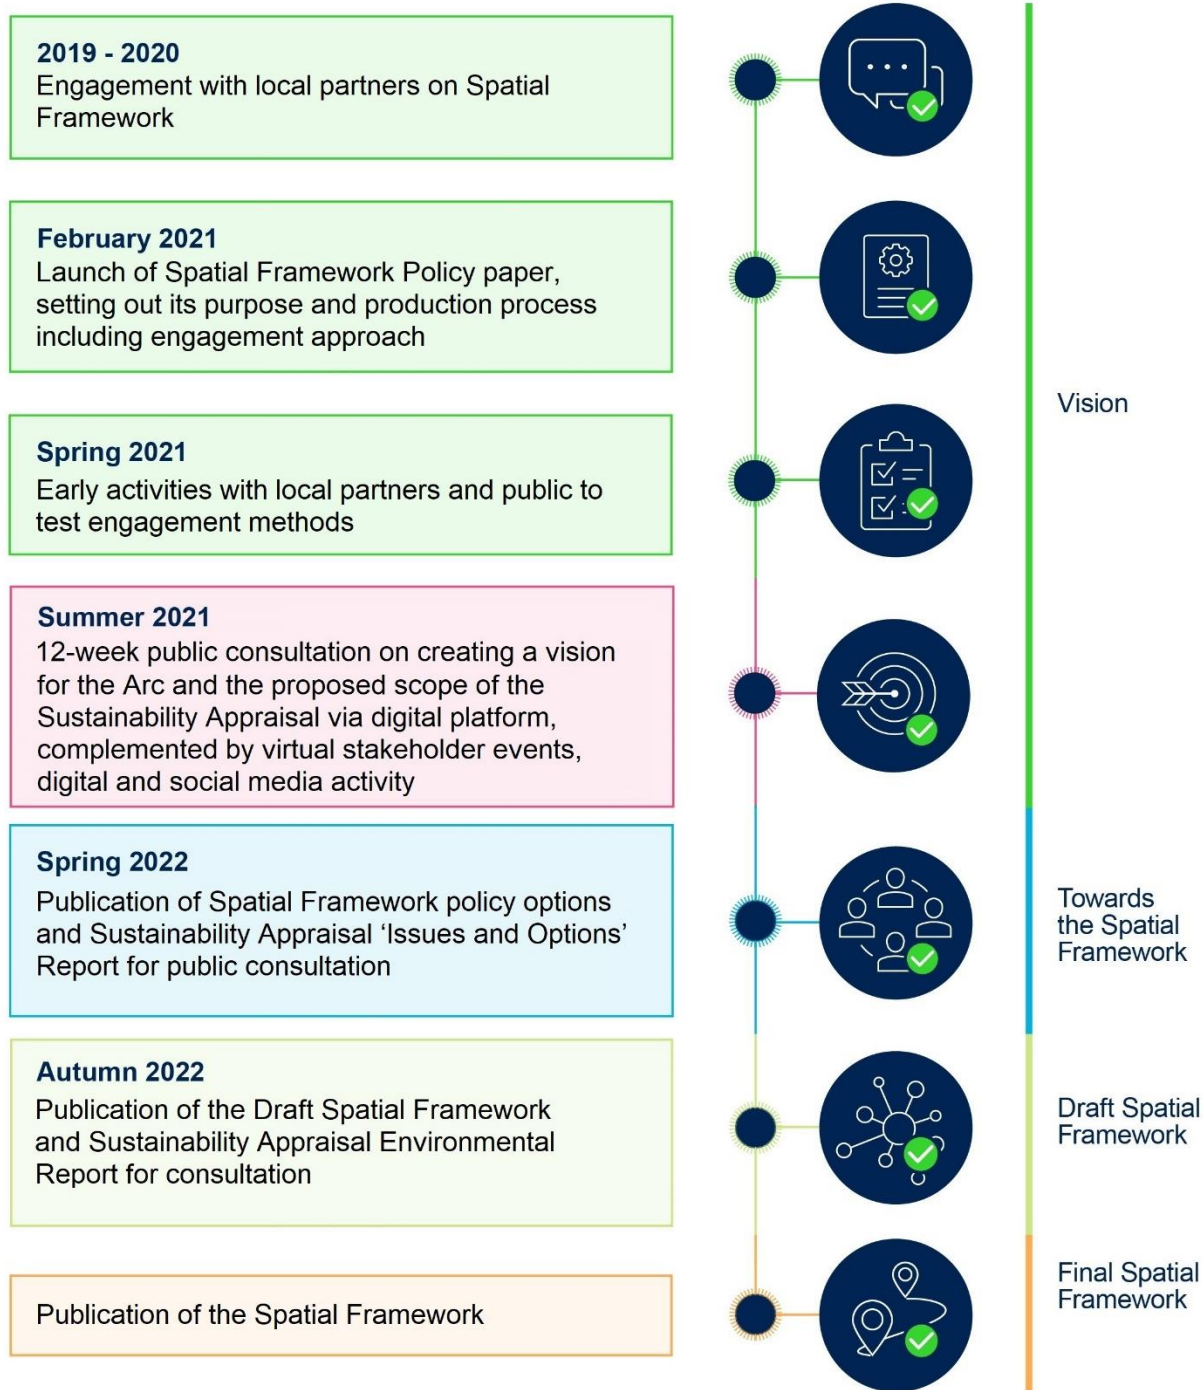 2019 - 2020
Engagement with local partners on Spatial
Framework
February 2021
Launch of Spatial Framework Policy paper,
setting out its purpose and production process
including engagement approach
Spring 2021
Early activities with local partners and public to
test engagement methods
Vision
Summer 2021
12-week public consultation on creating a vision
for the Arc and the proposed scope of the
Sustainability Appraisal via digital platform,
complemented by virtual stakeholder events,
digital and social media activity
Spring 2022
Publication of Spatial Framework policy options
and Sustainability Appraisal ‘Issues and Options’
Report for public consultation
Towards
the Spatial
Framework
Autumn 2022
Publication of the Draft Spatial Framework
and Sustainability Appraisal Environmental
Report for consultation
Draft Spatial
Framework
Publication of the Spatial Framework
Final Spatial
Framework